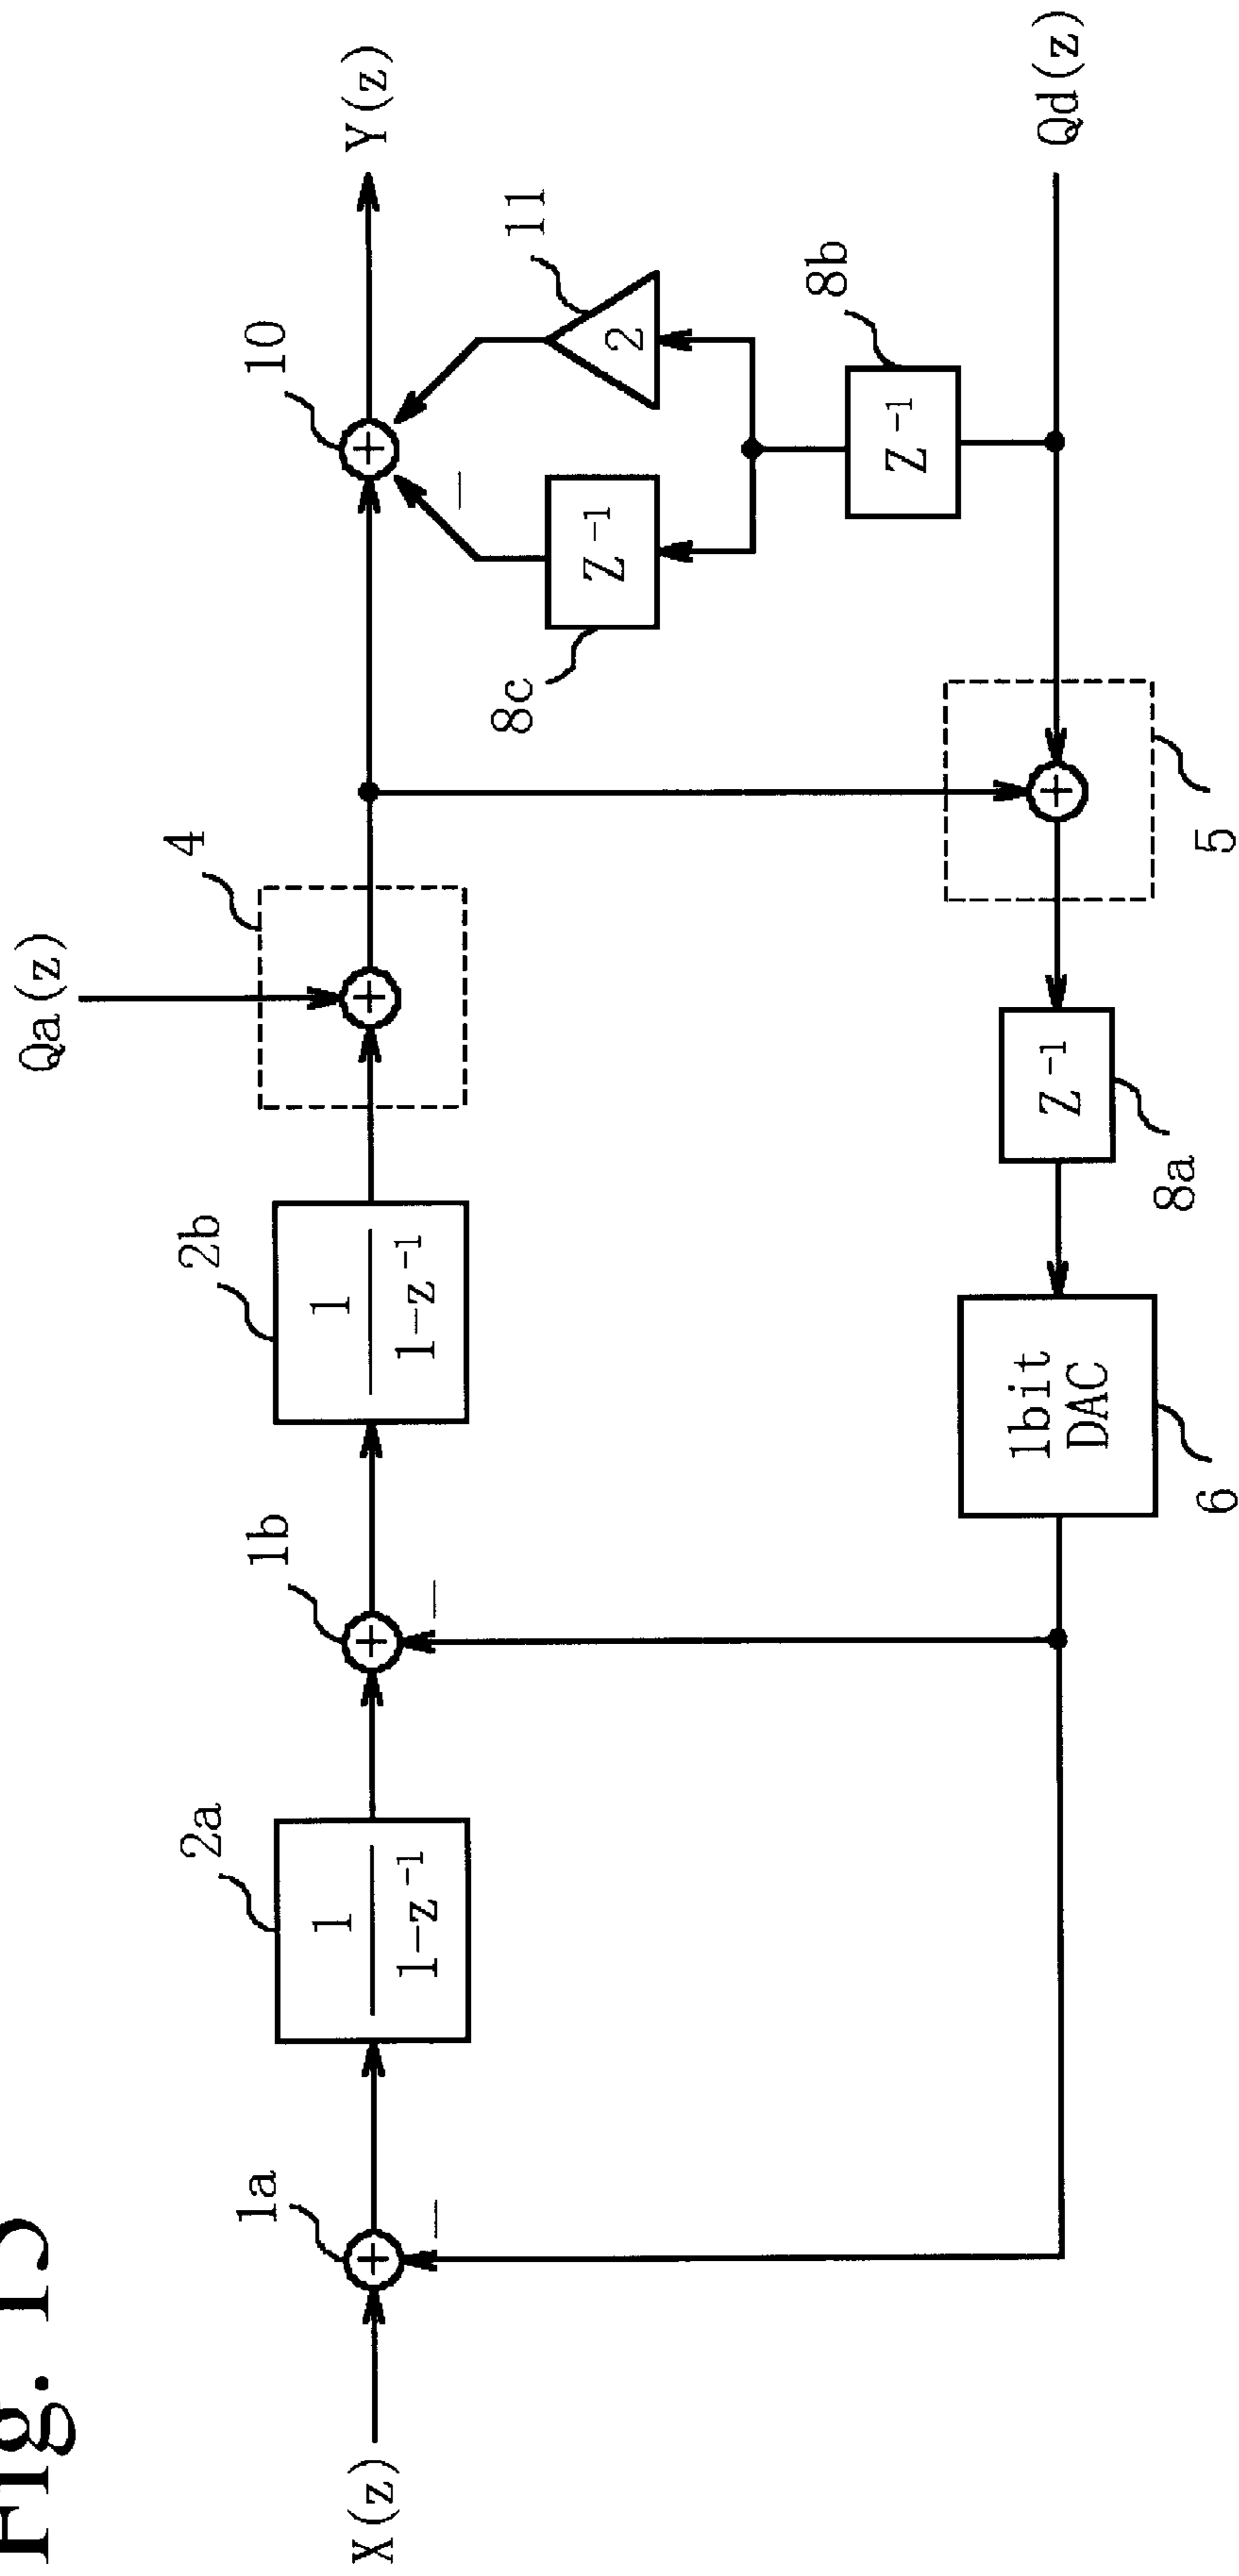 Fig. 15
X(z)
1a
2a
1
1-z⁻¹
1b
2b
1
1-z⁻¹
Qa(z)
4
10
Y(z)
11
2
8c
Z⁻¹
8b
Z⁻¹
Qd(z)
5
8a
Z⁻¹
6
1bit
DAC
+
+
+
+
+
−
−
−